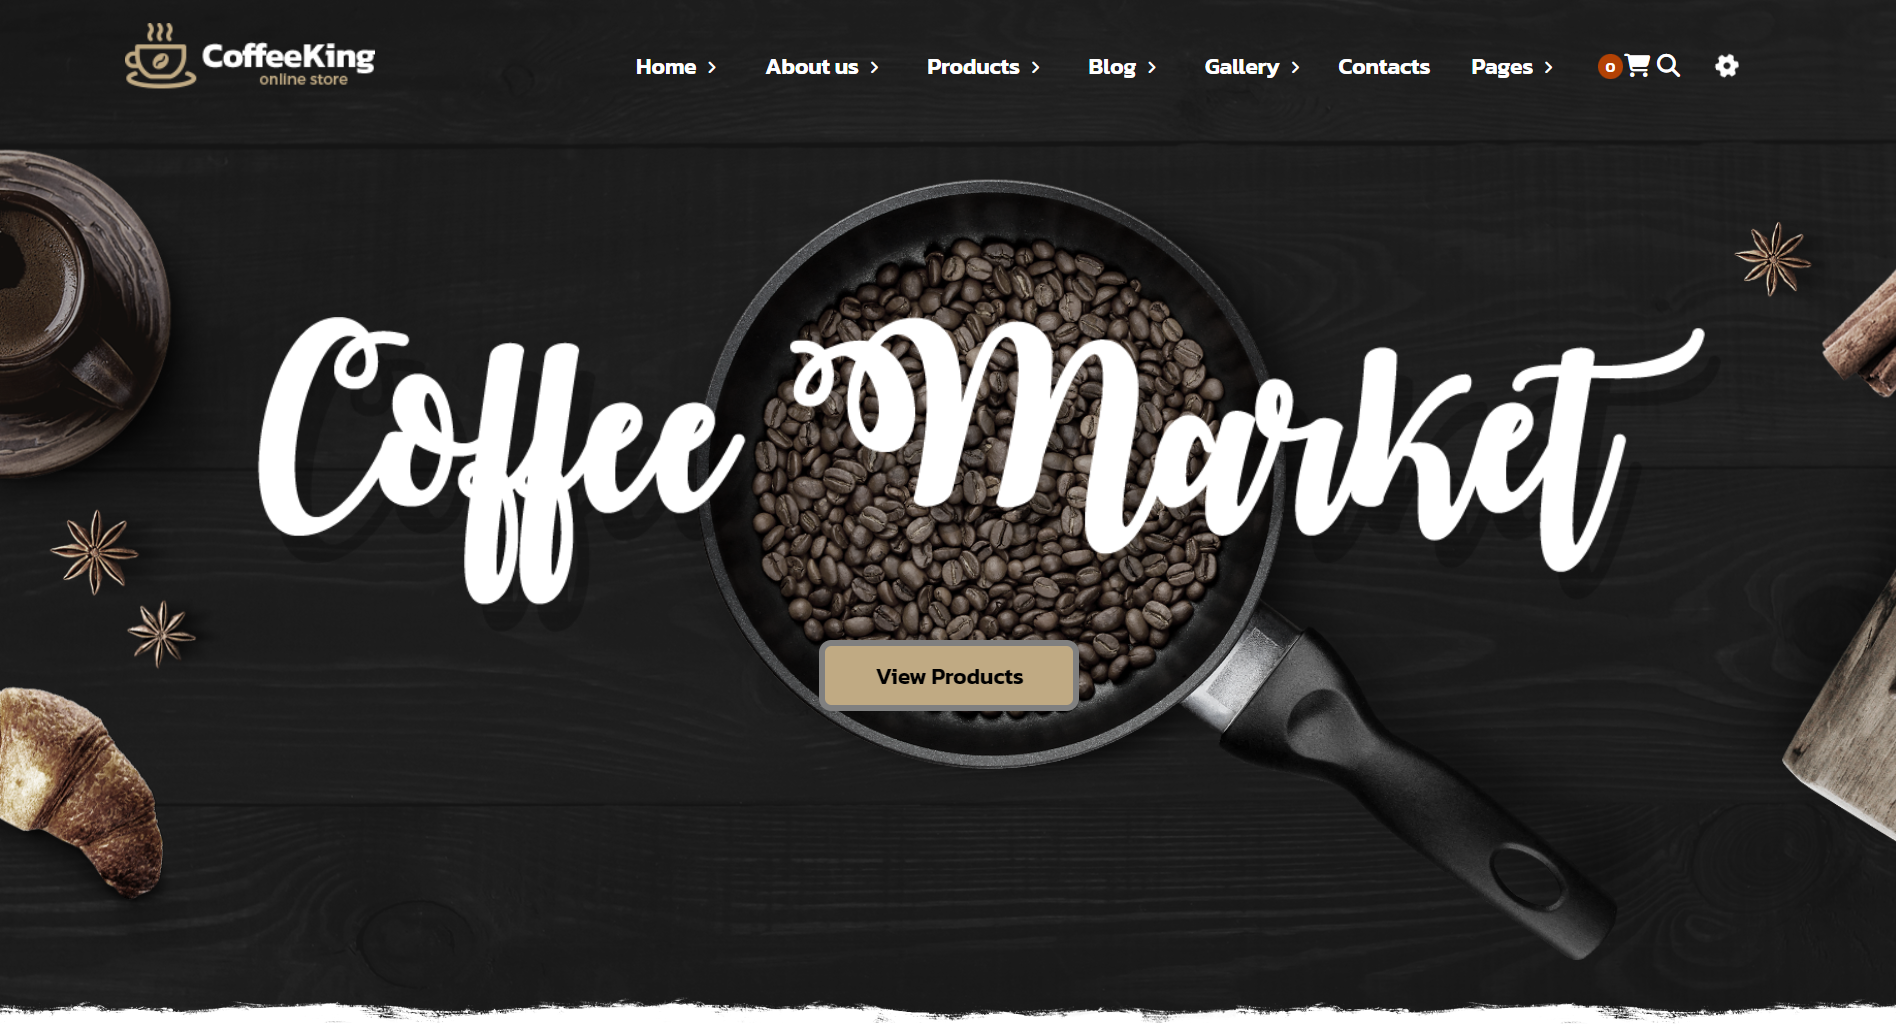 CoffeeKing
online store
Home About us Products Blog Gallery Contacts Pages 0
Coffee Market
View Products